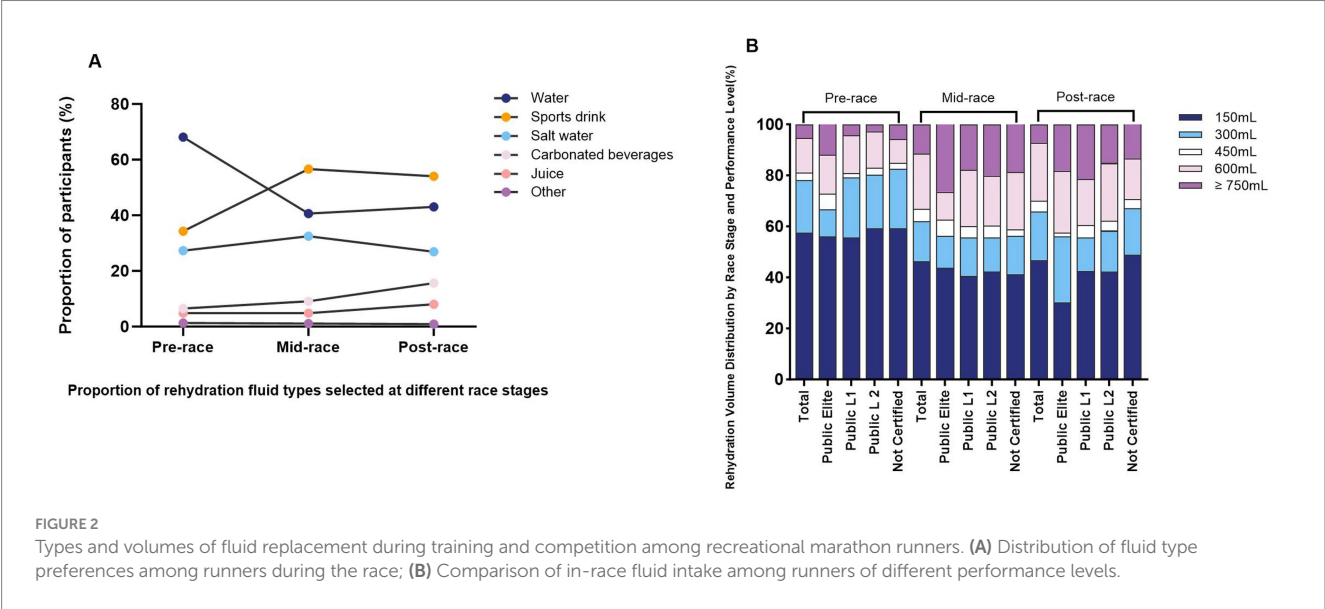 A
Proportion of participants (%)
80
60
40
20
0
Pre-race
Mid-race
Post-race
Proportion of rehydration fluid types selected at different race stages
Water
Sports drink
Salt water
Carbonated beverages
Juice
Other
B
Rehydration Volume Distribution by Race Stage and Performance Level(%)
Pre-race
Mid-race
Post-race
100
80
60
40
20
0
Total
Public Elite
Public L1
Public L 2
Not Certified
Total
Public Elite
Public L1
Public L2
Not Certified
Total
Public Elite
Public L1
Public L2
Not Certified
150mL
300mL
450mL
600mL
≥ 750mL
FIGURE 2
Types and volumes of fluid replacement during training and competition among recreational marathon runners. (A) Distribution of fluid type
preferences among runners during the race; (B) Comparison of in-race fluid intake among runners of different performance levels.